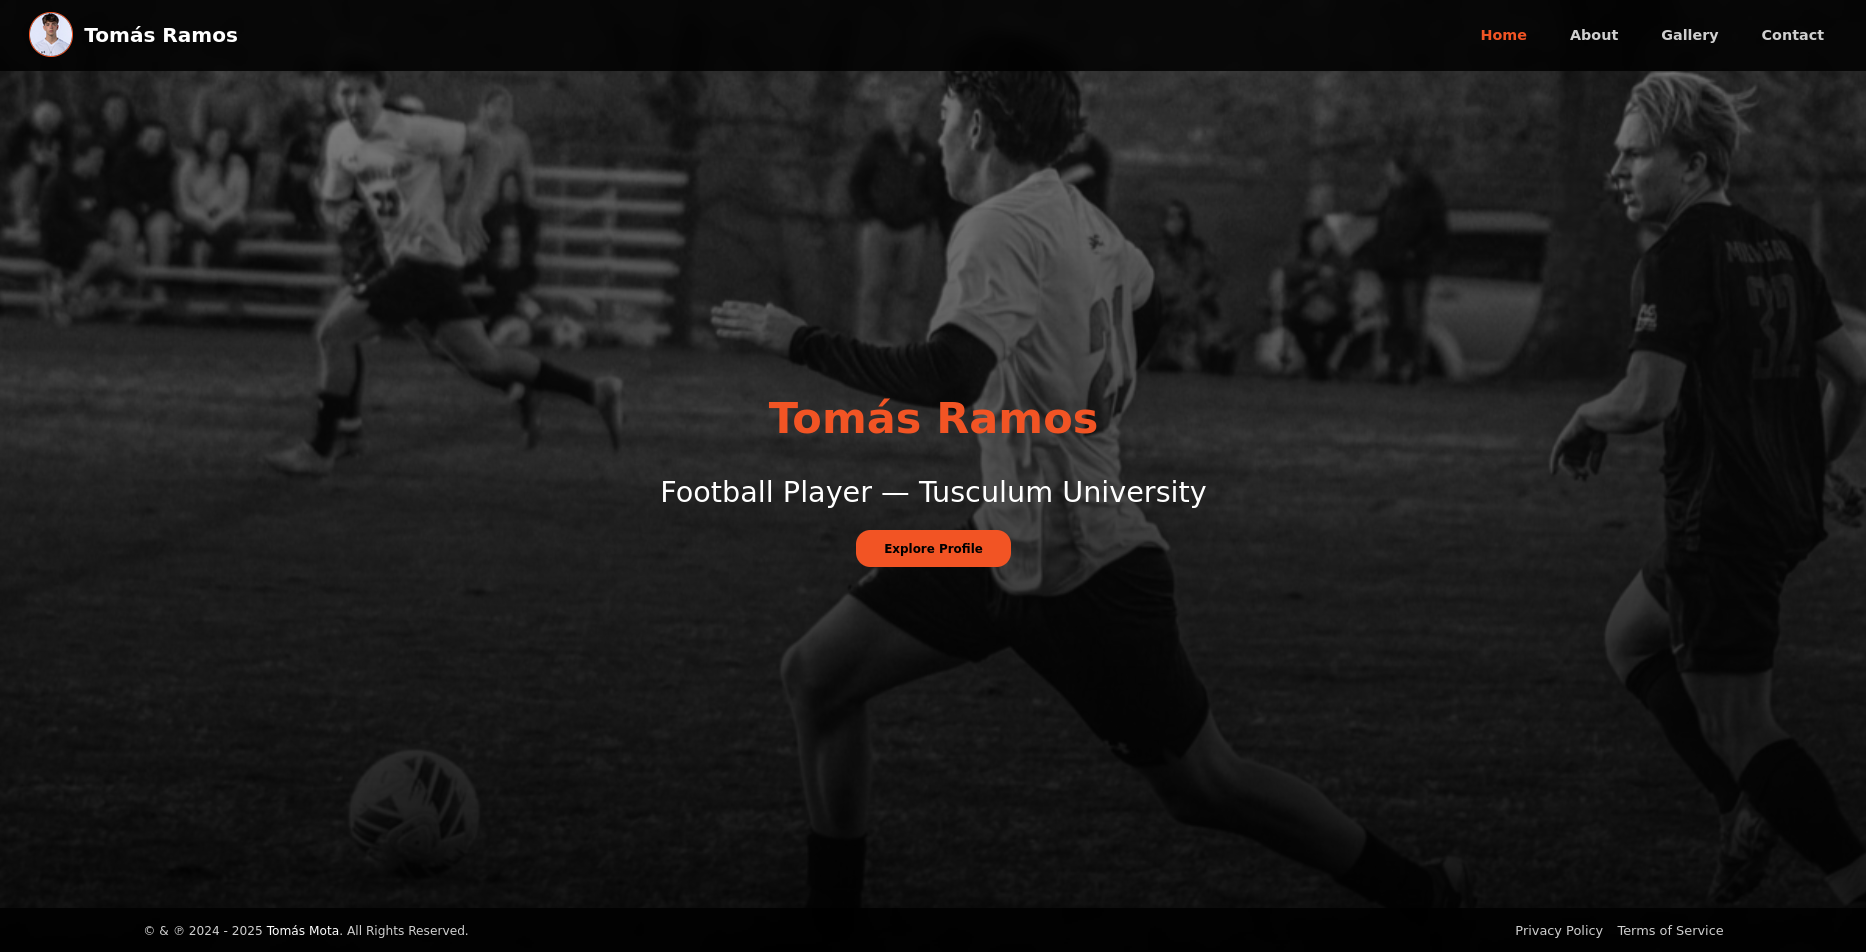 Tomás Ramos
Home About Gallery Contact
Tomás Ramos
Football Player — Tusculum University
Explore Profile
© & ℗ 2024 - 2025 Tomás Mota. All Rights Reserved.
Privacy Policy Terms of Service
32